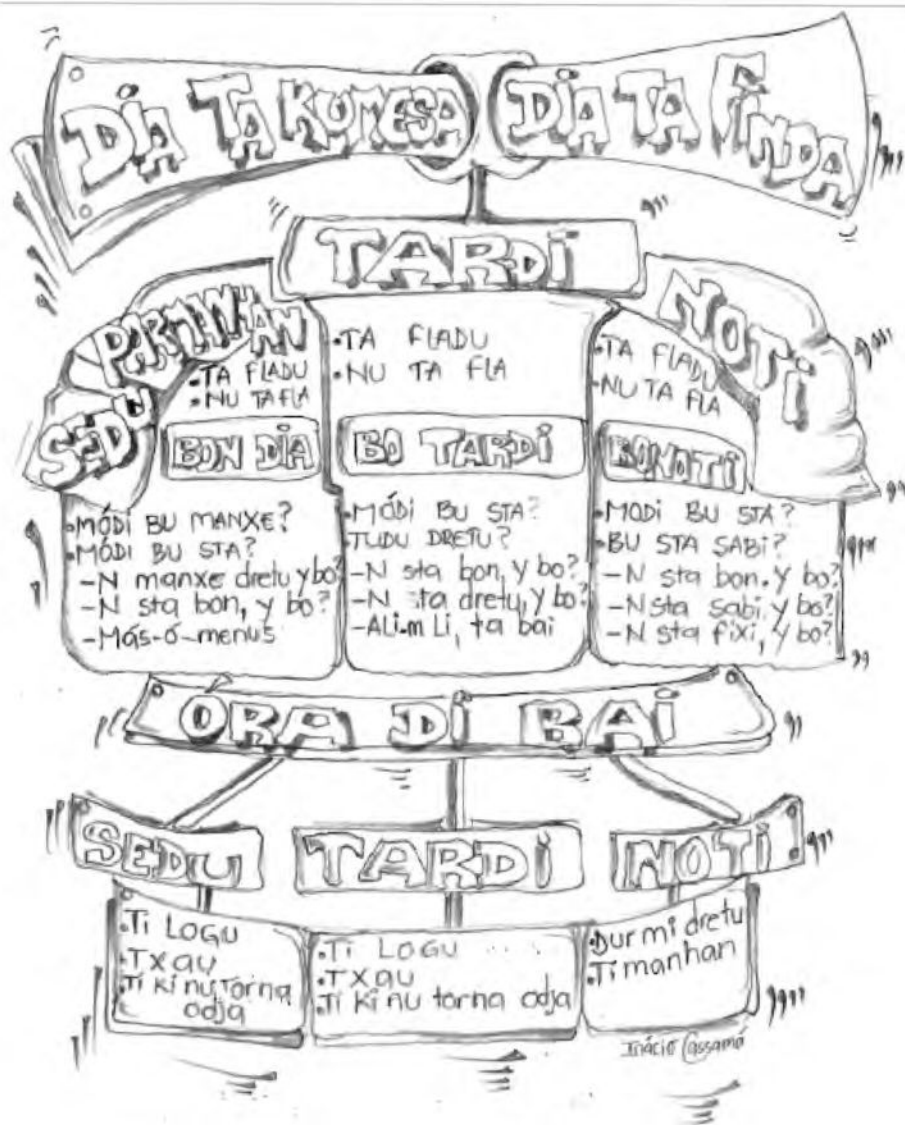 DIA TA KUMESA DIA TA FINDA
TARDI
PARMANHAN
SEDU
•TA FLADU
•NU TA FLA
BON DIA
•MÓDI BU MANXE?
•MÓDI BU STA?
-N manxe dretu y bo?
-N sta bon, y bo?
-Más-ó-menus
•TA FLADU
•NU TA FLA
BO TARDI
•MÓDI BU STA?
TUDU DRETU?
-N sta bon, y bo?
-N sta dretu, y bo?
-ALi-m Li, ta bai
NOTI
•TA FLADU
•NU TA FLA
BONOTI
•MODI BU STA?
•BU STA SABI?
-N sta bon, y bo?
-N sta sabi, y bo?
-N sta fixi, y bo?
ÓRA DI BAI
SEDU
•Ti LOGU
•Txau
•Ti ki nu torna
odja
TARDI
•Ti LOGU
•Txau
•Ti ki nu torna odja
NOTI
•Durmi dretu
•Ti manhan
Inácio Cassamá